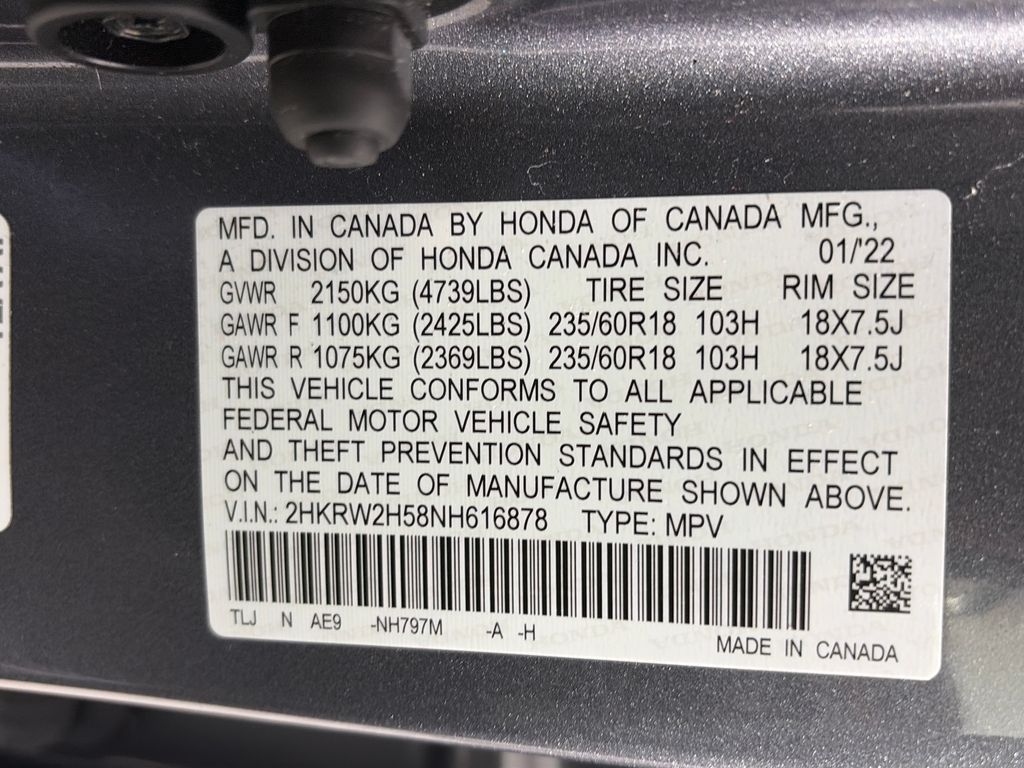 MFD. IN CANADA BY HONDA OF CANADA MFG.,
A DIVISION OF HONDA CANADA INC. 01/'22
GVWR 2150KG (4739LBS) TIRE SIZE RIM SIZE
GAWR F 1100KG (2425LBS) 235/60R18 103H 18X7.5J
GAWR R 1075KG (2369LBS) 235/60R18 103H 18X7.5J
THIS VEHICLE CONFORMS TO ALL APPLICABLE
FEDERAL MOTOR VEHICLE SAFETY
AND THEFT PREVENTION STANDARDS IN EFFECT
ON THE DATE OF MANUFACTURE SHOWN ABOVE.
V.I.N.: 2HKRW2H58NH616878 TYPE: MPV
TLJ N AE9 -NH797M -A -H
MADE IN CANADA